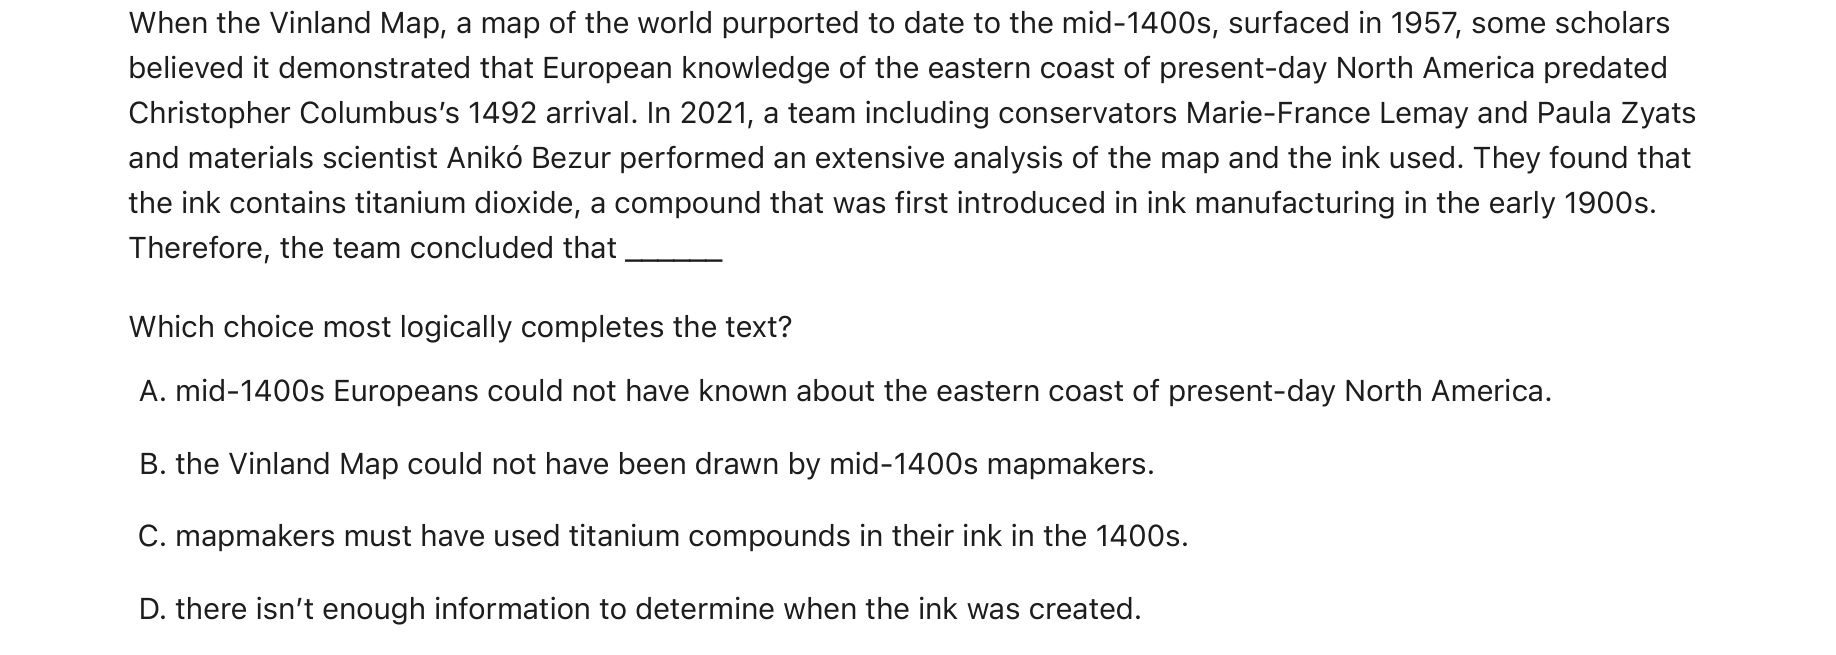 When the Vinland Map, a map of the world purported to date to the mid-1400s, surfaced in 1957, some scholars
believed it demonstrated that European knowledge of the eastern coast of present-day North America predated
Christopher Columbus’s 1492 arrival. In 2021, a team including conservators Marie-France Lemay and Paula Zyats
and materials scientist Anikó Bezur performed an extensive analysis of the map and the ink used. They found that
the ink contains titanium dioxide, a compound that was first introduced in ink manufacturing in the early 1900s.
Therefore, the team concluded that ______
Which choice most logically completes the text?
A. mid-1400s Europeans could not have known about the eastern coast of present-day North America.
B. the Vinland Map could not have been drawn by mid-1400s mapmakers.
C. mapmakers must have used titanium compounds in their ink in the 1400s.
D. there isn’t enough information to determine when the ink was created.